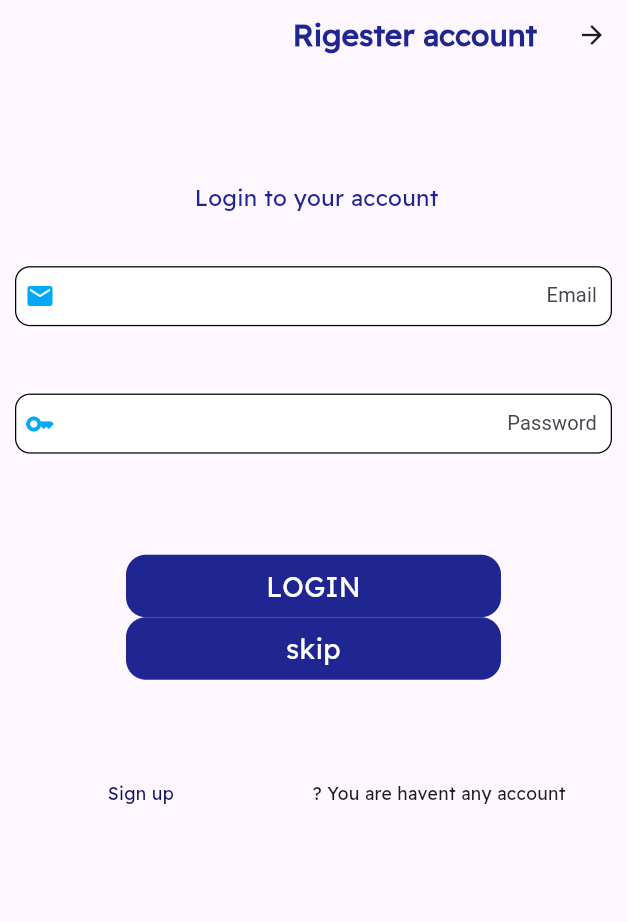 Rigester account
Login to your account
Email
Password
LOGIN
skip
Sign up
? You are havent any account